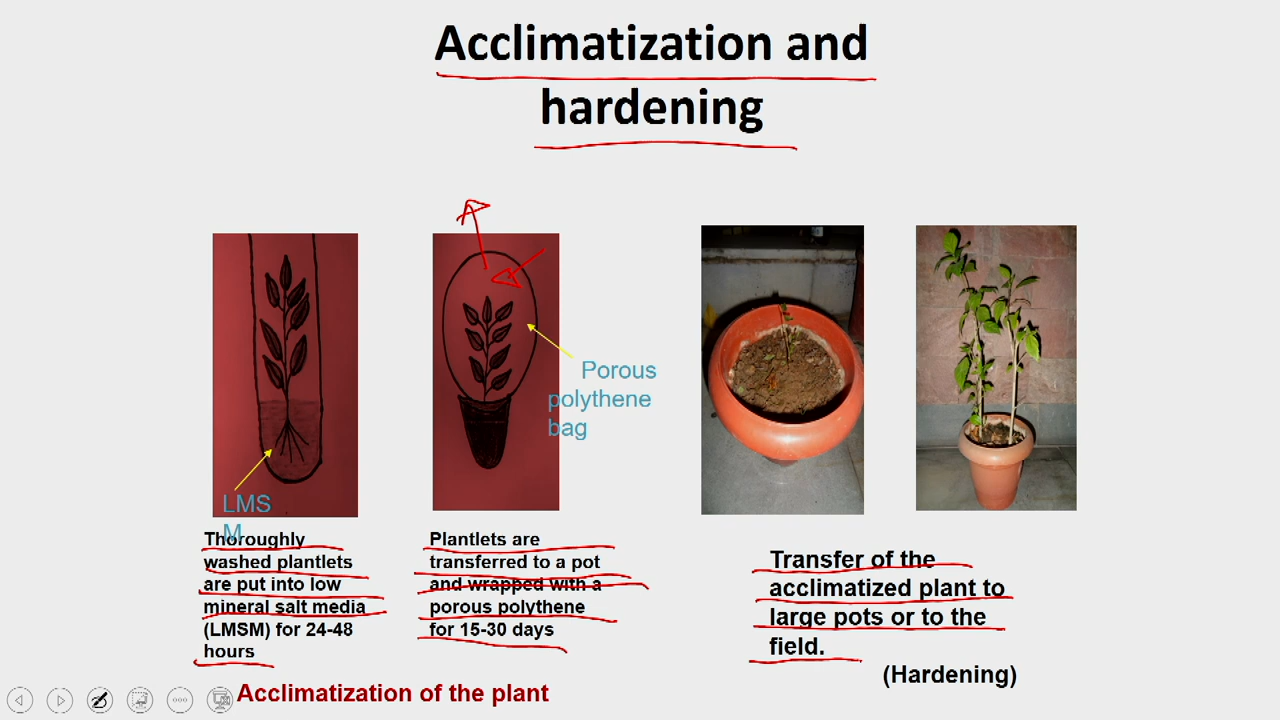 Acclimatization and
hardening
LMS
M
Porous
polythene
bag
Thoroughly
washed plantlets
are put into low
mineral salt media
(LMSM) for 24-48
hours
Plantlets are
transferred to a pot
and wrapped with a
porous polythene
for 15-30 days
Transfer of the
acclimatized plant to
large pots or to the
field.
(Hardening)
Acclimatization of the plant